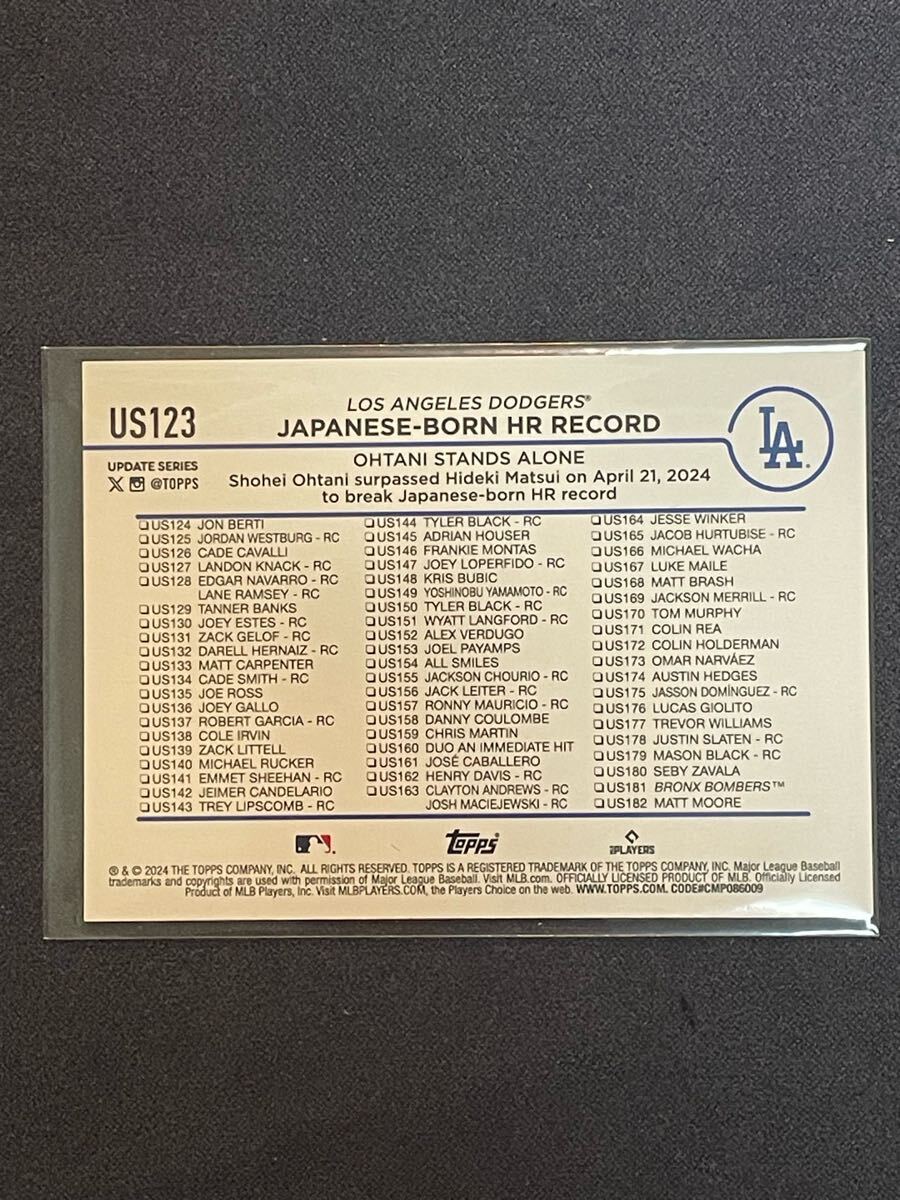 US123
LOS ANGELES DODGERS®
JAPANESE-BORN HR RECORD
LA
UPDATE SERIES
@TOPPS
OHTANI STANDS ALONE
Shohei Ohtani surpassed Hideki Matsui on April 21, 2024
to break Japanese-born HR record
US124 JON BERTI
US125 JORDAN WESTBURG - RC
US126 CADE CAVALLI
US127 LANDON KNACK - RC
US128 EDGAR NAVARRO - RC
LANE RAMSEY - RC
US129 TANNER BANKS
US130 JOEY ESTES - RC
US131 ZACK GELOF - RC
US132 DARELL HERNAIZ - RC
US133 MATT CARPENTER
US134 CADE SMITH - RC
US135 JOE ROSS
US136 JOEY GALLO
US137 ROBERT GARCIA - RC
US138 COLE IRVIN
US139 ZACK LITTELL
US140 MICHAEL RUCKER
US141 EMMET SHEEHAN - RC
US142 JEIMER CANDELARIO
US143 TREY LIPSCOMB - RC
US144 TYLER BLACK - RC
US145 ADRIAN HOUSER
US146 FRANKIE MONTAS
US147 JOEY LOPERFIDO - RC
US148 KRIS BUBIC
US149 YOSHINOBU YAMAMOTO - RC
US150 TYLER BLACK - RC
US151 WYATT LANGFORD - RC
US152 ALEX VERDUGO
US153 JOEL PAYAMPS
US154 ALL SMILES
US155 JACKSON CHOURIO - RC
US156 JACK LEITER - RC
US157 RONNY MAURICIO - RC
US158 DANNY COULOMBE
US159 CHRIS MARTIN
US160 DUO AN IMMEDIATE HIT
US161 JOSÉ CABALLERO
US162 HENRY DAVIS - RC
US163 CLAYTON ANDREWS - RC
JOSH MACIEJEWSKI - RC
US164 JESSE WINKER
US165 JACOB HURTUBISE - RC
US166 MICHAEL WACHA
US167 LUKE MAILE
US168 MATT BRASH
US169 JACKSON MERRILL - RC
US170 TOM MURPHY
US171 COLIN REA
US172 COLIN HOLDERMAN
US173 OMAR NARVÁEZ
US174 AUSTIN HEDGES
US175 JASSON DOMÍNGUEZ - RC
US176 LUCAS GIOLITO
US177 TREVOR WILLIAMS
US178 JUSTIN SLATEN - RC
US179 MASON BLACK - RC
US180 SEBY ZAVALA
US181 BRONX BOMBERS™
US182 MATT MOORE
topps®
PLAYERS
® & © 2024 THE TOPPS COMPANY, INC. ALL RIGHTS RESERVED. TOPPS IS A REGISTERED TRADEMARK OF THE TOPPS COMPANY, INC. Major League Baseball
trademarks and copyrights are used with permission of Major League Baseball. Visit MLB.com. OFFICIALLY LICENSED PRODUCT OF MLB. Officially Licensed
Product of MLB Players, Inc. Visit MLBPLAYERS.COM, the Players Choice on the web. WWW.TOPPS.COM. CODE#CMP086009